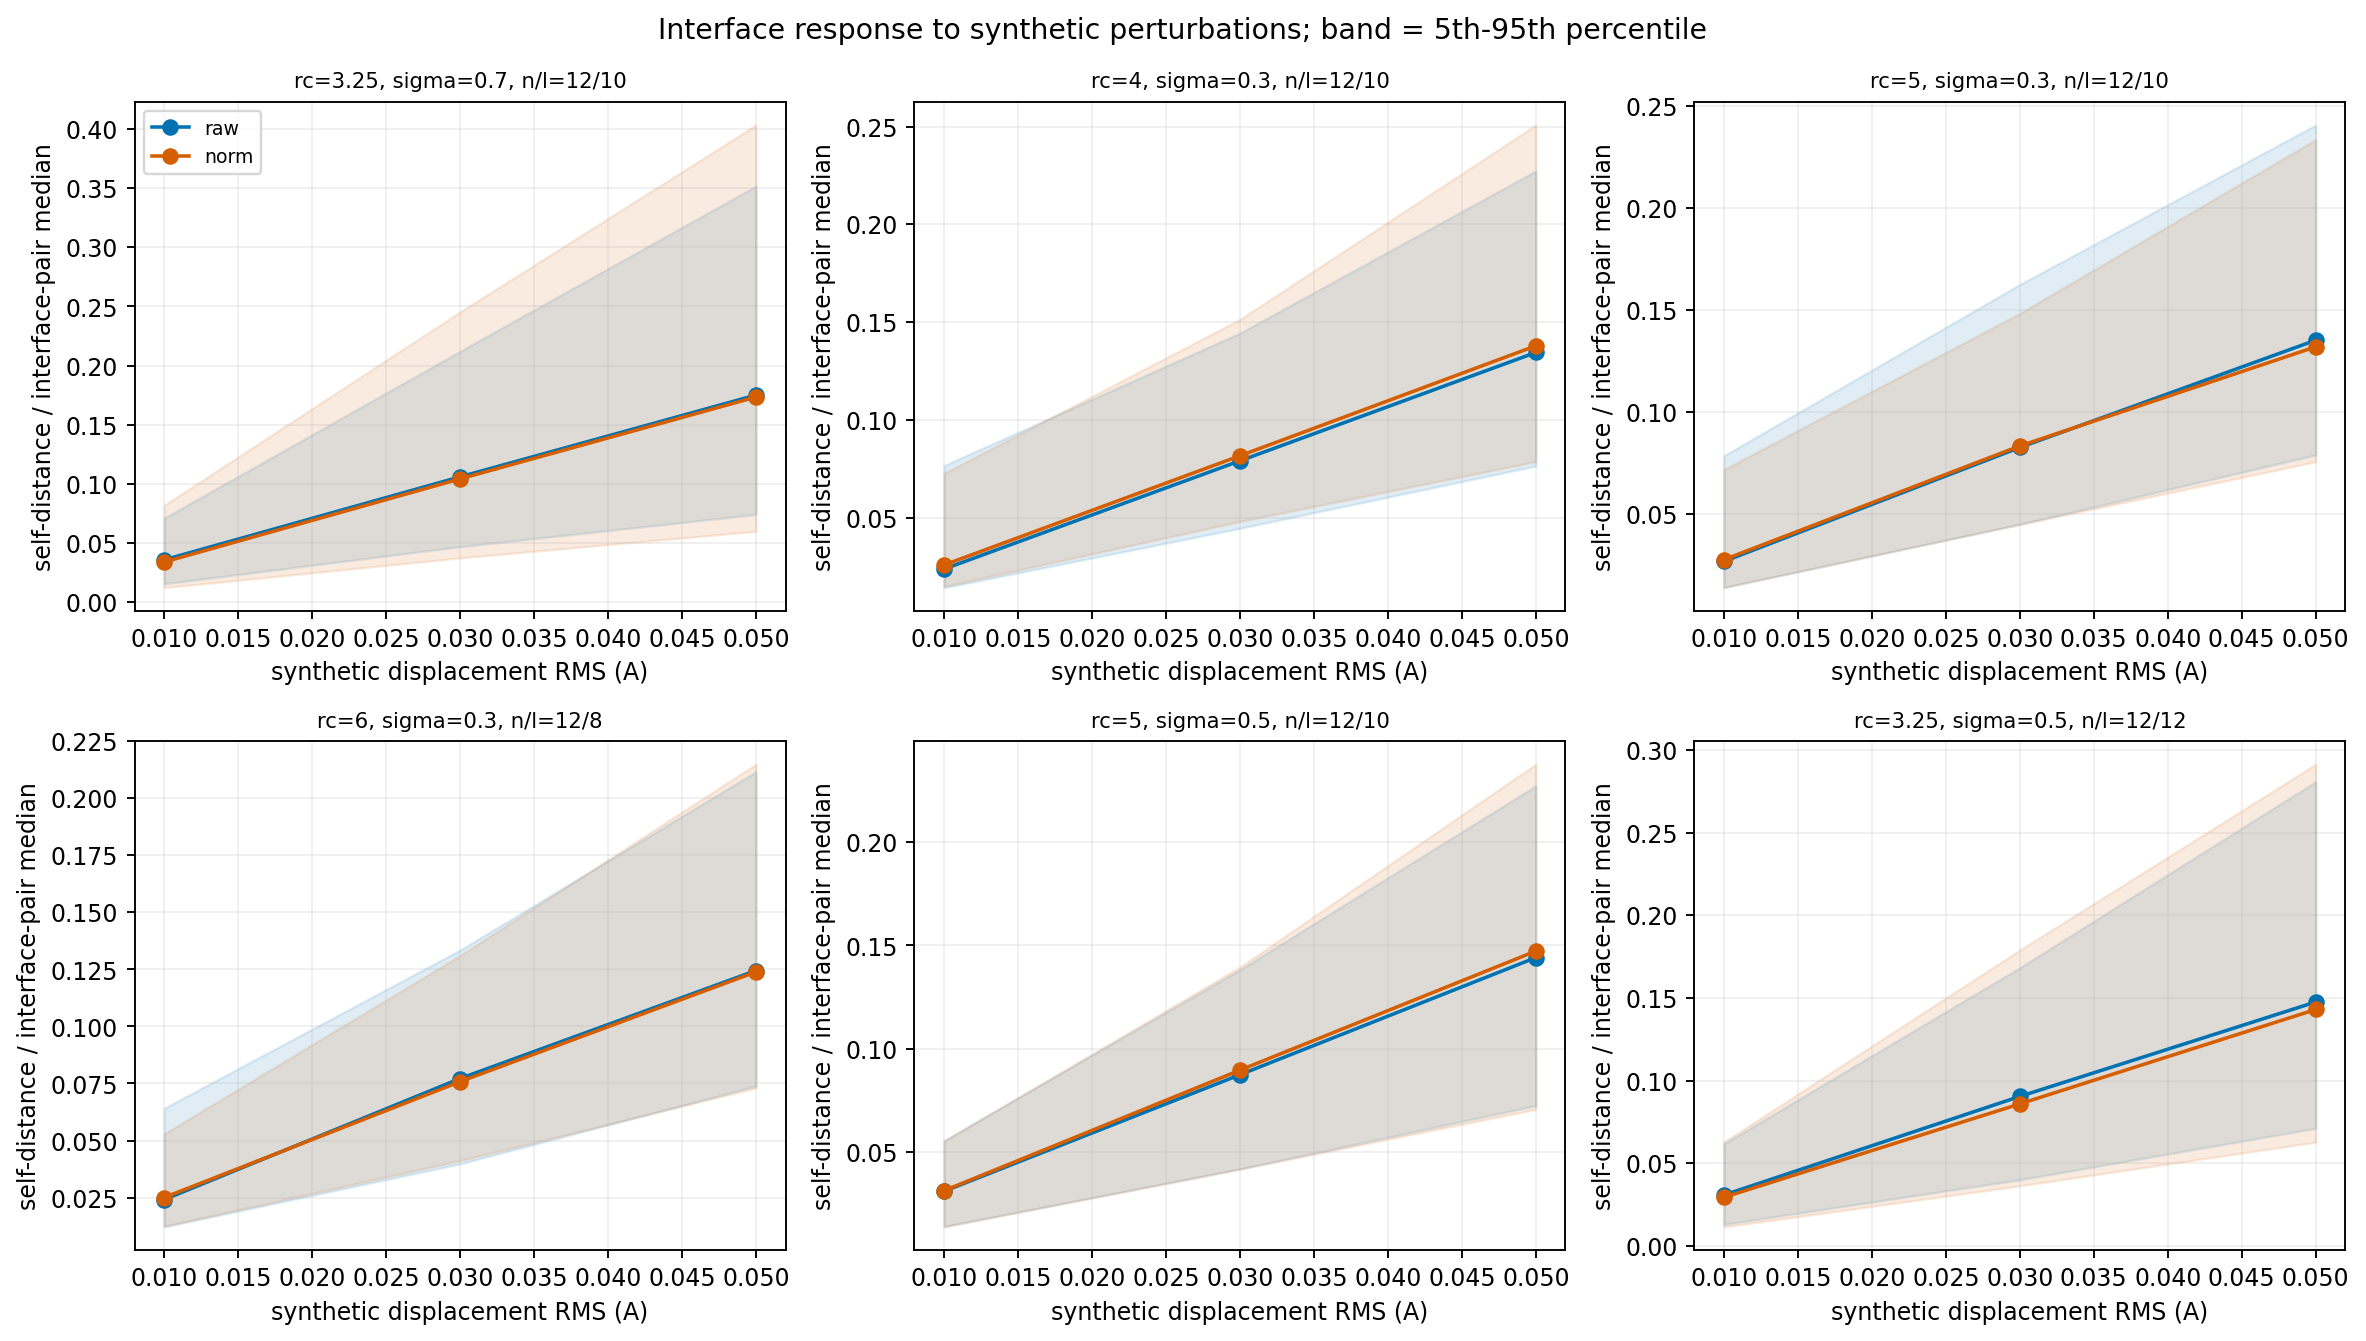 Interface response to synthetic perturbations; band = 5th-95th percentile
rc=3.25, sigma=0.7, n/l=12/10
self-distance / interface-pair median
0.40
0.35
0.30
0.25
0.20
0.15
0.10
0.05
0.00
raw
norm
0.010 0.015 0.020 0.025 0.030 0.035 0.040 0.045 0.050
synthetic displacement RMS (A)
rc=4, sigma=0.3, n/l=12/10
self-distance / interface-pair median
0.25
0.20
0.15
0.10
0.05
0.010 0.015 0.020 0.025 0.030 0.035 0.040 0.045 0.050
synthetic displacement RMS (A)
rc=5, sigma=0.3, n/l=12/10
self-distance / interface-pair median
0.25
0.20
0.15
0.10
0.05
0.010 0.015 0.020 0.025 0.030 0.035 0.040 0.045 0.050
synthetic displacement RMS (A)
rc=6, sigma=0.3, n/l=12/8
self-distance / interface-pair median
0.225
0.200
0.175
0.150
0.125
0.100
0.075
0.050
0.025
0.010 0.015 0.020 0.025 0.030 0.035 0.040 0.045 0.050
synthetic displacement RMS (A)
rc=5, sigma=0.5, n/l=12/10
self-distance / interface-pair median
0.20
0.15
0.10
0.05
0.010 0.015 0.020 0.025 0.030 0.035 0.040 0.045 0.050
synthetic displacement RMS (A)
rc=3.25, sigma=0.5, n/l=12/12
self-distance / interface-pair median
0.30
0.25
0.20
0.15
0.10
0.05
0.00
0.010 0.015 0.020 0.025 0.030 0.035 0.040 0.045 0.050
synthetic displacement RMS (A)